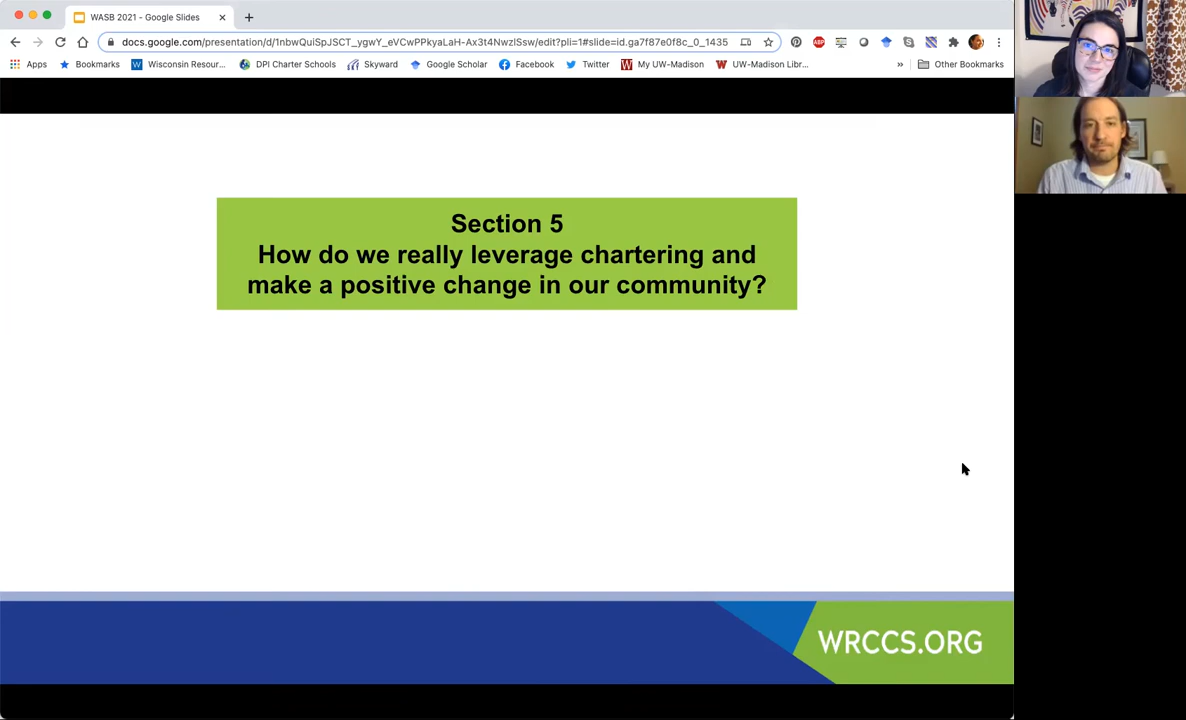 WASB 2021 - Google Slides
docs.google.com/presentation/d/1nbwQuiSpJSCT_ygwY_eVCwPPkyaLaH-Ax3t4NwzlSsw/edit?pli=1#slide=id.ga7f87e0f8c_0_1435
ABP
Apps Bookmarks Wisconsin Resour... DPI Charter Schools Skyward Google Scholar Facebook Twitter My UW-Madison UW-Madison Libr... » Other Bookmarks
Section 5
How do we really leverage chartering and
make a positive change in our community?
WRCCS.ORG